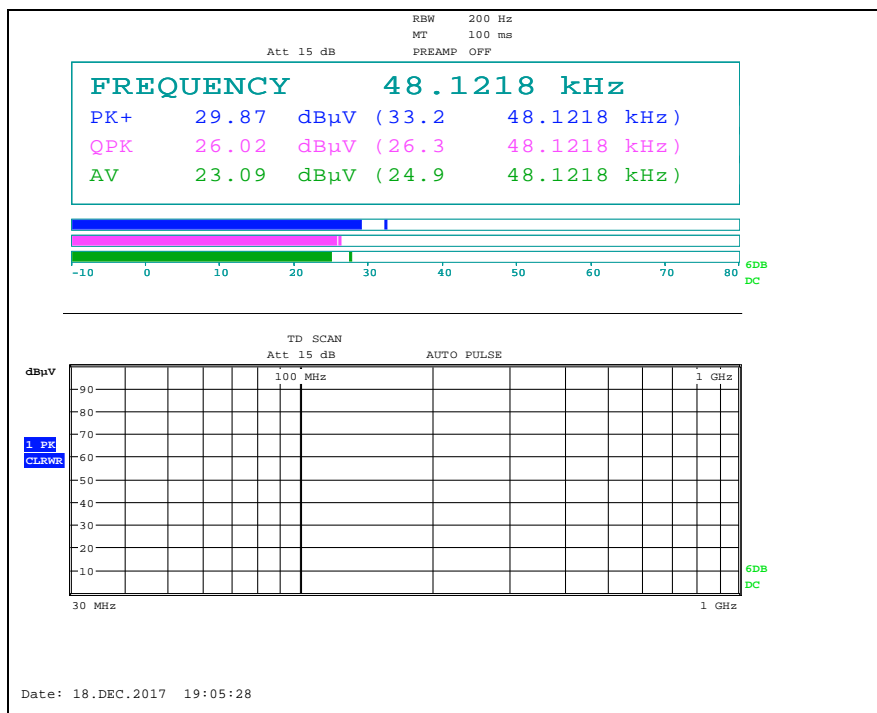 RBW 200 Hz
MT 100 ms
Att 15 dB PREAMP OFF
FREQUENCY 48.1218 kHz
PK+ 29.87 dBµV (33.2 48.1218 kHz)
QPK 26.02 dBµV (26.3 48.1218 kHz)
AV 23.09 dBµV (24.9 48.1218 kHz)
-10 0 10 20 30 40 50 60 70 80
6DB
DC
TD SCAN
Att 15 dB AUTO PULSE
dBµV
100 MHz 1 GHz
90
80
70
1 PK
CLRWR
60
50
40
30
20
10
6DB
DC
30 MHz 1 GHz
Date: 18.DEC.2017 19:05:28